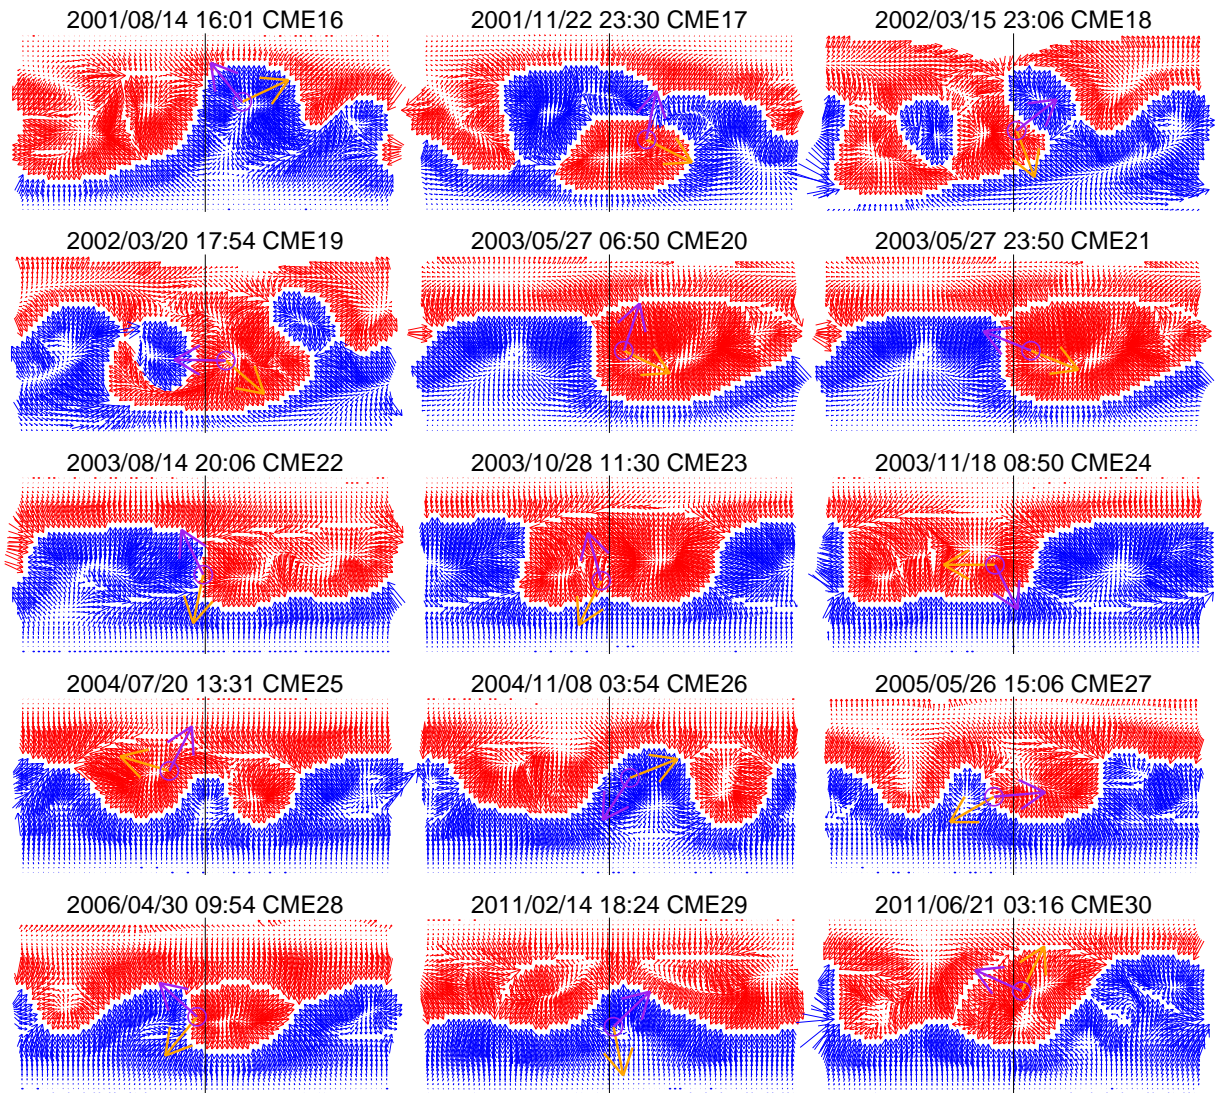 2001/08/14 16:01 CME16
2001/11/22 23:30 CME17
2002/03/15 23:06 CME18
2002/03/20 17:54 CME19
2003/05/27 06:50 CME20
2003/05/27 23:50 CME21
2003/08/14 20:06 CME22
2003/10/28 11:30 CME23
2003/11/18 08:50 CME24
2004/07/20 13:31 CME25
2004/11/08 03:54 CME26
2005/05/26 15:06 CME27
2006/04/30 09:54 CME28
2011/02/14 18:24 CME29
2011/06/21 03:16 CME30